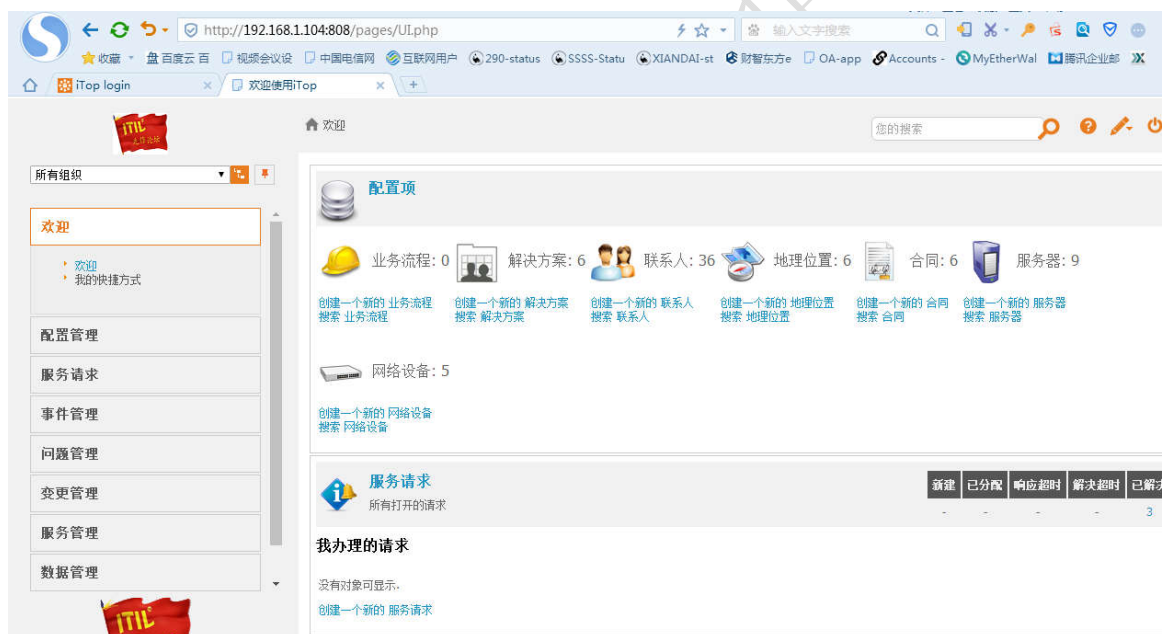 http://192.168.1.104:808/pages/UI.php
输入文字搜索
收藏 百度云 百 视频会议设 中国电信网 互联网用户 290-status SSSS-Statu XIANDAI-st 财智东方e OA-app Accounts - MyEtherWal 腾讯企业邮
iTop login
欢迎使用iTop
ITIL
欢迎
您的搜索
所有组织
欢迎
欢迎
我的快捷方式
配置管理
服务请求
事件管理
问题管理
变更管理
服务管理
数据管理
ITIL
配置项
业务流程: 0 解决方案: 6 联系人: 36 地理位置: 6 合同: 6 服务器: 9
创建一个新的 业务流程 创建一个新的 解决方案 创建一个新的 联系人 创建一个新的 地理位置 创建一个新的 合同 创建一个新的 服务器
搜索 业务流程 搜索 解决方案 搜索 联系人 搜索 地理位置 搜索 合同 搜索 服务器
网络设备: 5
创建一个新的 网络设备
搜索 网络设备
服务请求
所有打开的请求
新建 已分配 响应超时 解决超时 已解决
- - - - 3
我办理的请求
没有对象可显示.
创建一个新的 服务请求